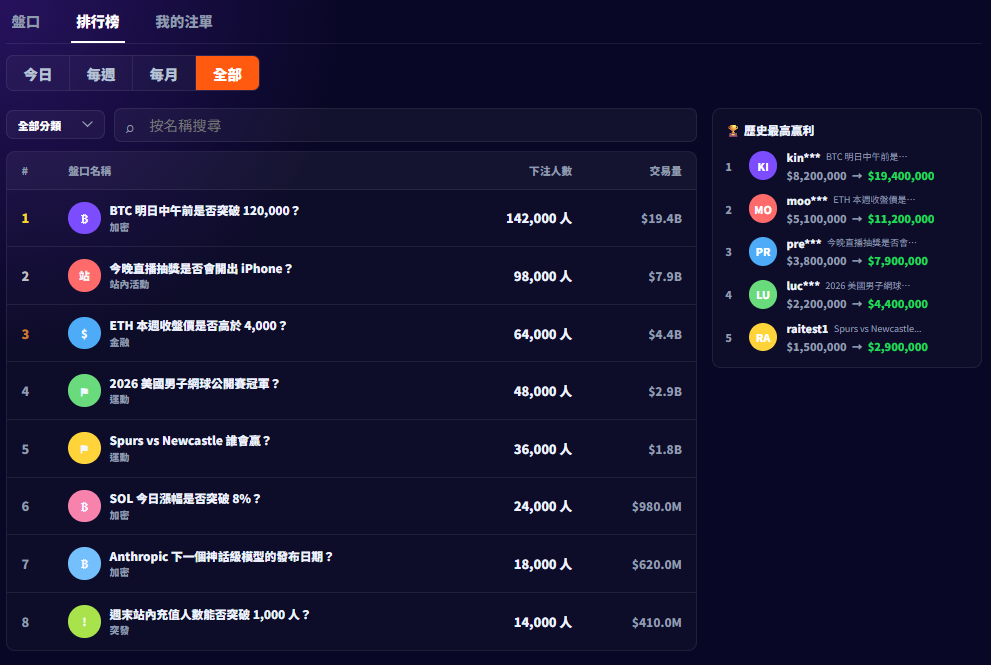 盤口 排行榜 我的注單
今日 每週 每月 全部
全部分類 按名稱搜尋
# 盤口名稱 下注人數 交易量
1 BTC 明日中午前是否突破 120,000？ 142,000 人 $19.4B
加密
2 站 今晚直播抽獎是否會開出 iPhone？ 98,000 人 $7.9B
站內活動
3 $ ETH 本週收盤價是否高於 4,000？ 64,000 人 $4.4B
金融
4 2026 美國男子網球公開賽冠軍？ 48,000 人 $2.9B
運動
5 Spurs vs Newcastle 誰會贏？ 36,000 人 $1.8B
運動
6 SOL 今日漲幅是否突破 8%？ 24,000 人 $980.0M
加密
7 Anthropic 下一個神話級模型的發布日期？ 18,000 人 $620.0M
加密
8 ! 週末站內充值人數能否突破 1,000 人？ 14,000 人 $410.0M
突發
🏆 歷史最高贏利
1 KI kin*** BTC 明日中午前是…
$8,200,000 → $19,400,000
2 MO moo*** ETH 本週收盤價是…
$5,100,000 → $11,200,000
3 PR pre*** 今晚直播抽獎是否會…
$3,800,000 → $7,900,000
4 LU luc*** 2026 美國男子網球…
$2,200,000 → $4,400,000
5 RA raitest1 Spurs vs Newcastle...
$1,500,000 → $2,900,000